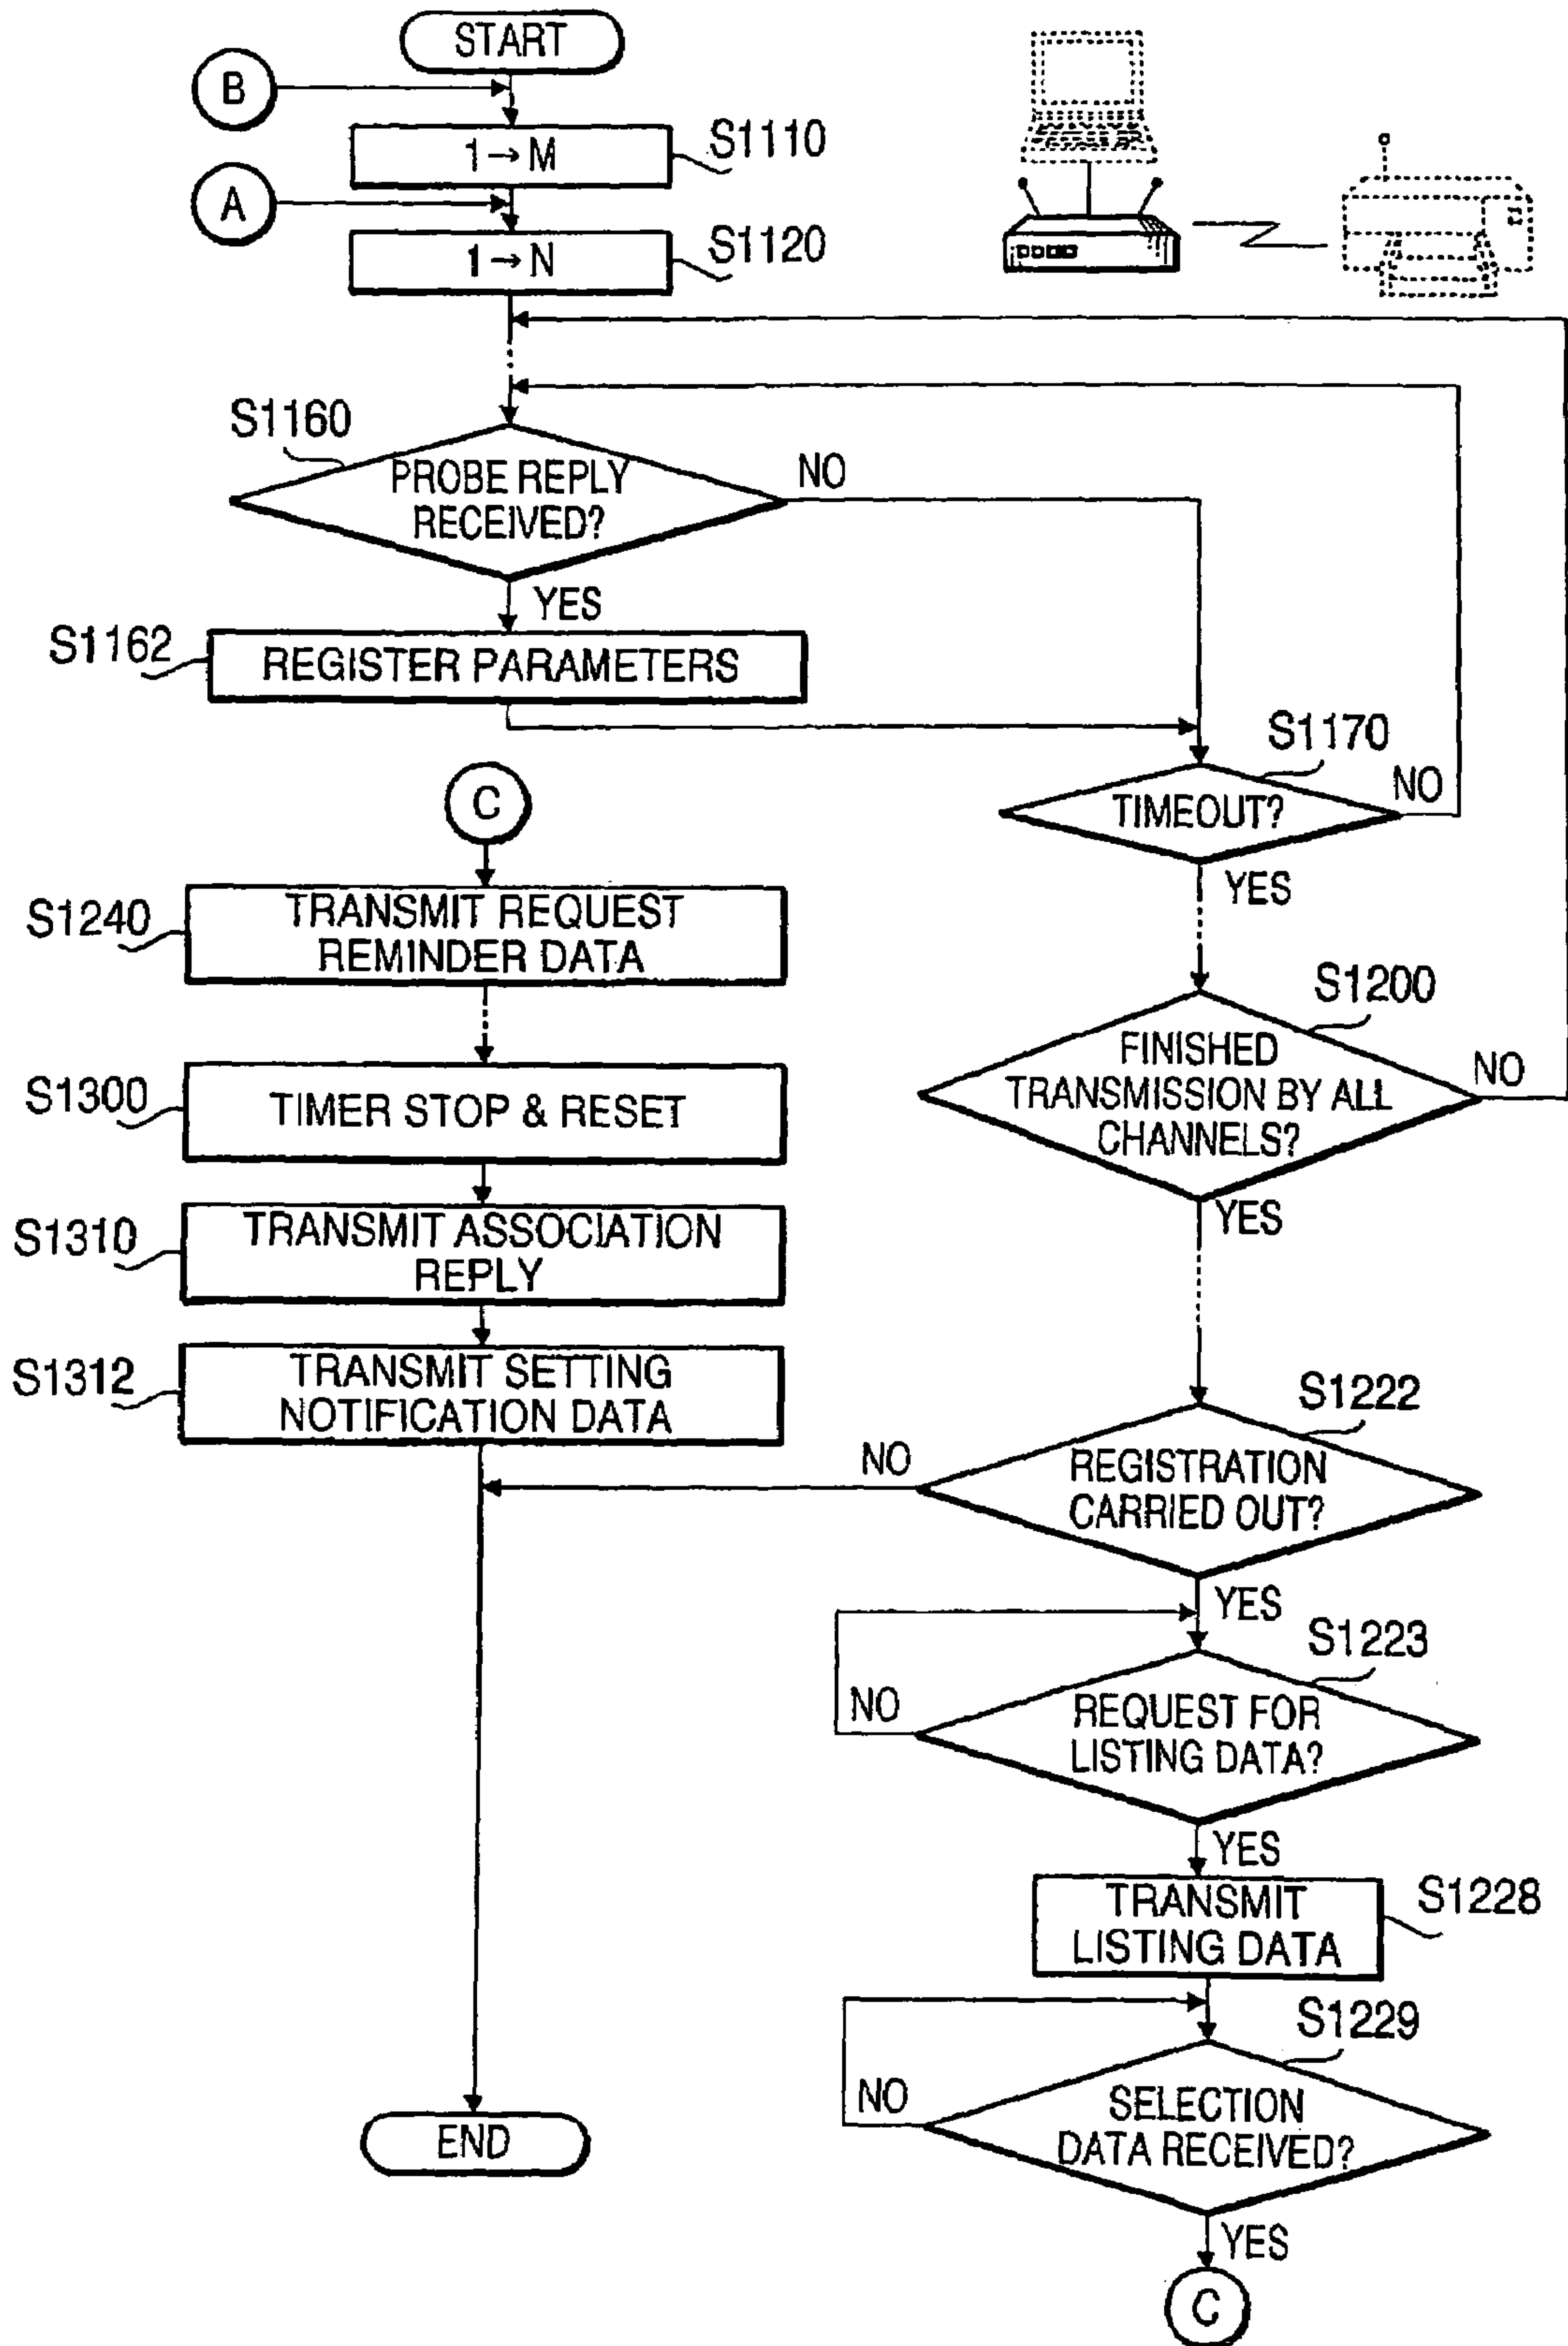 START
B
1→M
S1110
A
1→N
S1120
S1160
PROBE REPLY
RECEIVED?
NO
YES
S1162
REGISTER PARAMETERS
S1170
TIMEOUT?
NO
YES
C
S1240
TRANSMIT REQUEST
REMINDER DATA
S1200
FINISHED
TRANSMISSION BY ALL
CHANNELS?
NO
YES
S1300
TIMER STOP & RESET
S1310
TRANSMIT ASSOCIATION
REPLY
S1312
TRANSMIT SETTING
NOTIFICATION DATA
S1222
NO
REGISTRATION
CARRIED OUT?
YES
S1223
NO
REQUEST FOR
LISTING DATA?
YES
TRANSMIT
LISTING DATA
S1228
S1229
NO
SELECTION
DATA RECEIVED?
YES
END
C